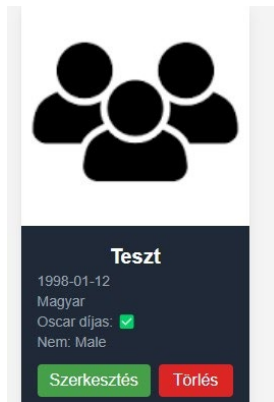 Teszt
1998-01-12
Magyar
Oscar díjas: ✅
Nem: Male
Szerkesztés Törlés